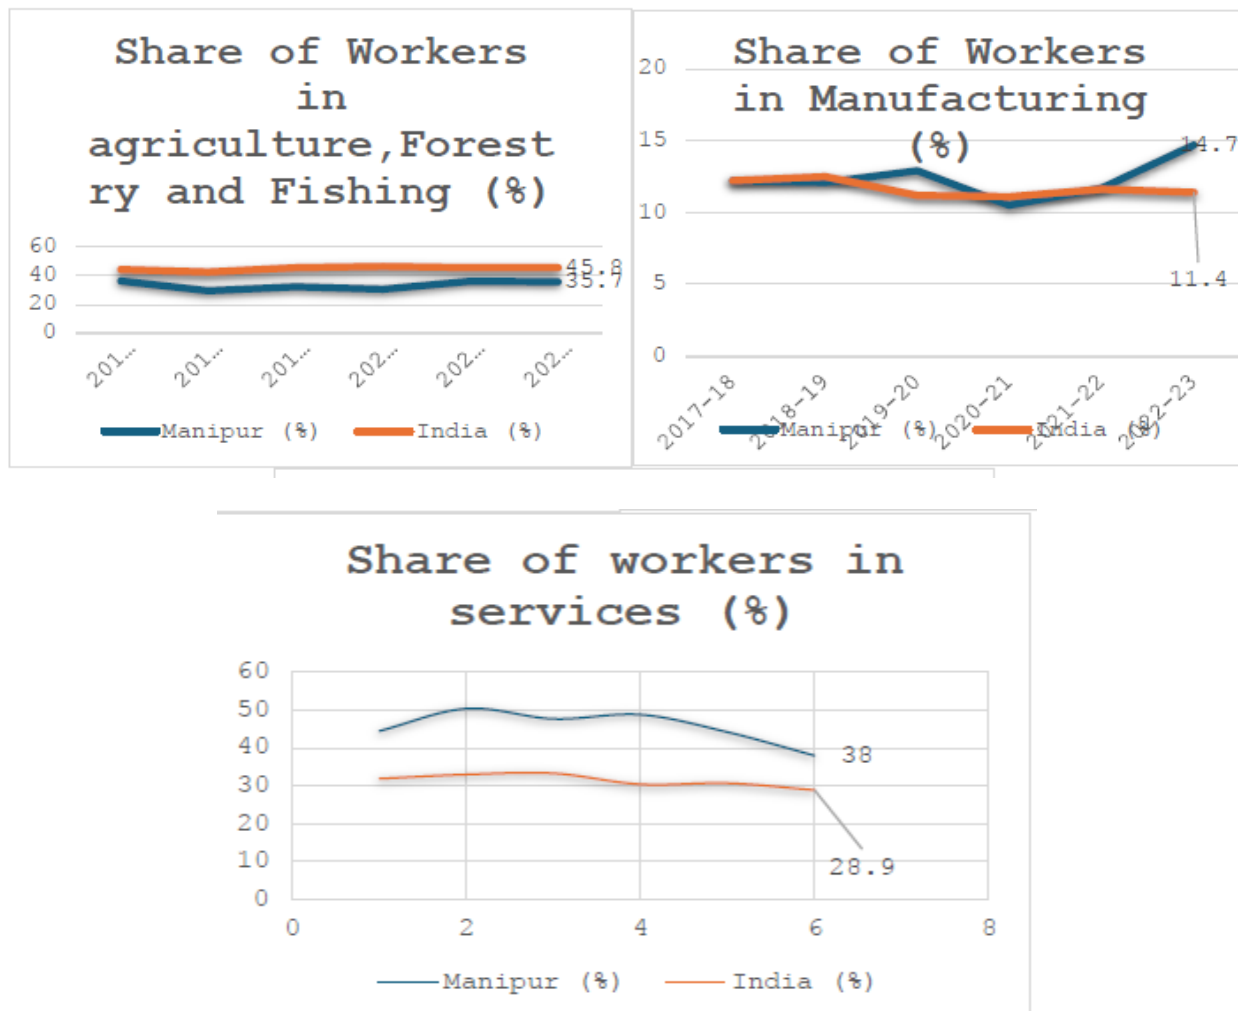 Share of Workers
in
agriculture,Forest
ry and Fishing (%)
60
40
20
0
45.8
35.7
201…
201…
201…
202…
202…
202…
Manipur (%)
India (%)
Share of Workers
in Manufacturing
(%)
20
15
10
5
0
14.7
11.4
2017-18
2018-19
2019-20
2020-21
2021-22
2022-23
Manipur (%)
India (%)
Share of workers in
services (%)
60
50
40
30
20
10
0
38
28.9
0
2
4
6
8
Manipur (%)
India (%)